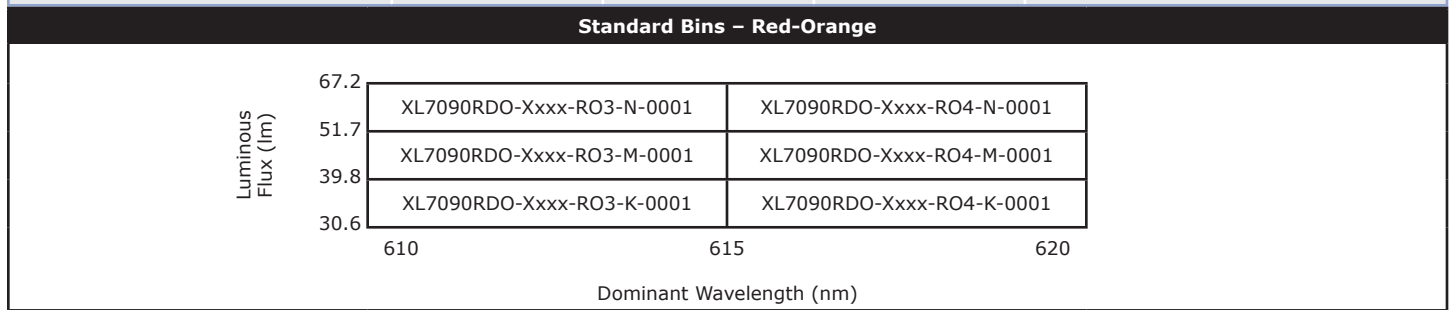 Standard Bins – Red-Orange
Luminous
Flux (lm)
67.2
XL7090RDO-Xxxx-RO3-N-0001 XL7090RDO-Xxxx-RO4-N-0001
51.7
XL7090RDO-Xxxx-RO3-M-0001 XL7090RDO-Xxxx-RO4-M-0001
39.8
XL7090RDO-Xxxx-RO3-K-0001 XL7090RDO-Xxxx-RO4-K-0001
30.6
610 615 620
Dominant Wavelength (nm)